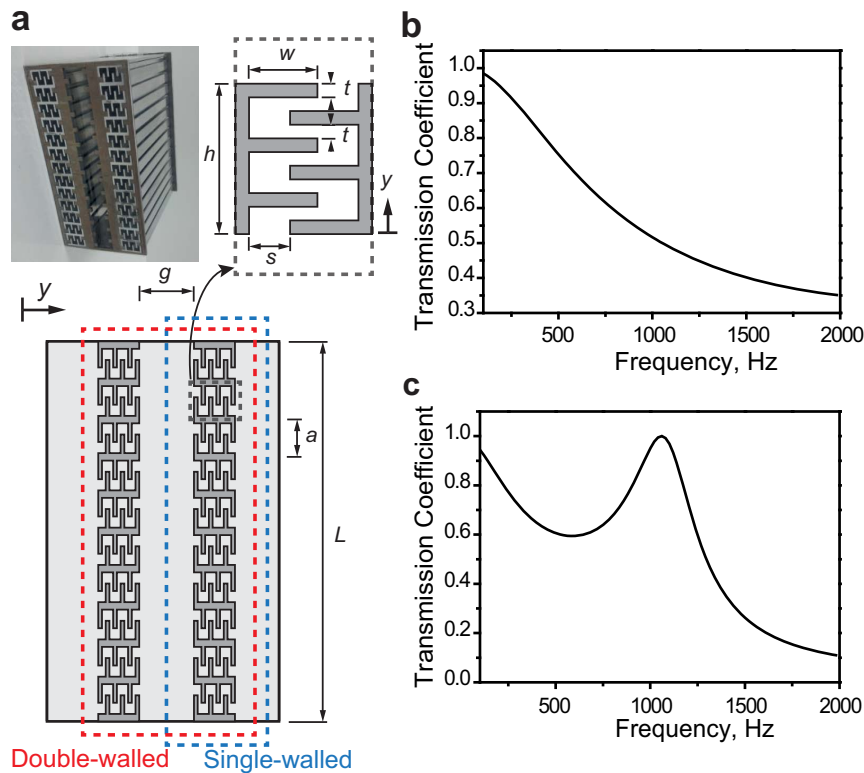 a
w
t
t
h
y
s
g
y
a
L
Double-walled
Single-walled
b
Transmission Coefficient
1.0
0.9
0.8
0.7
0.6
0.5
0.4
0.3
500
1000
1500
2000
Frequency, Hz
c
Transmission Coefficient
1.0
0.8
0.6
0.4
0.2
0.0
500
1000
1500
2000
Frequency, Hz